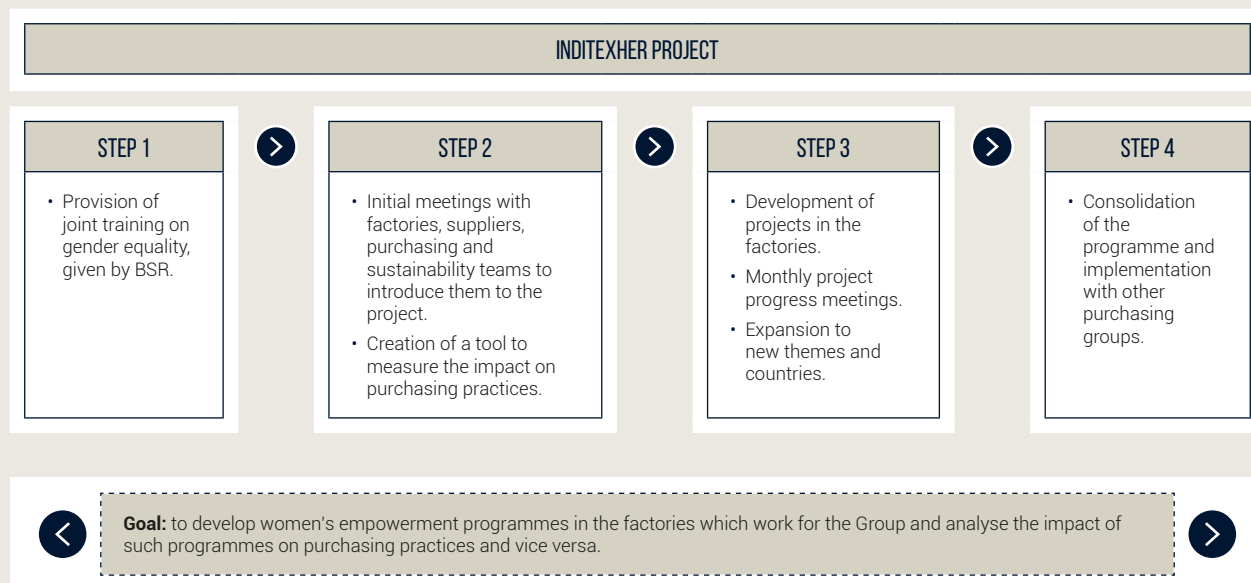 INDITEXHER PROJECT
STEP 1
• Provision of
joint training on
gender equality,
given by BSR.
STEP 2
• Initial meetings with
factories, suppliers,
purchasing and
sustainability teams to
introduce them to the
project.
• Creation of a tool to
measure the impact on
purchasing practices.
STEP 3
• Development of
projects in the
factories.
• Monthly project
progress meetings.
• Expansion to
new themes and
countries.
STEP 4
• Consolidation
of the
programme and
implementation
with other
purchasing
groups.
Goal: to develop women's empowerment programmes in the factories which work for the Group and analyse the impact of
such programmes on purchasing practices and vice versa.